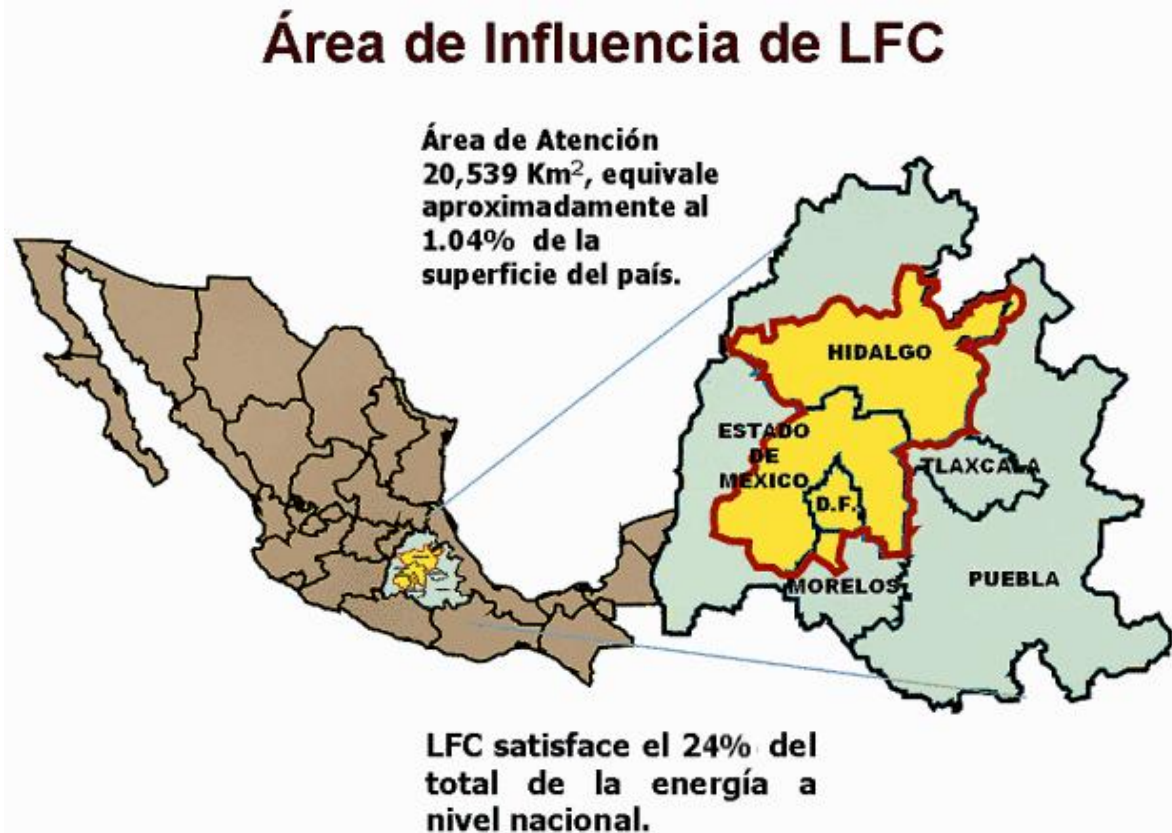 Área de Influencia de LFC
Área de Atención
20,539 Km², equivale
aproximadamente al
1.04% de la
superficie del país.
HIDALGO
ESTADO
DE
MEXICO
TLAXCALA
D.F.
PUEBLA
MORELOS
LFC satisface el 24% del
total de la energía a
nivel nacional.